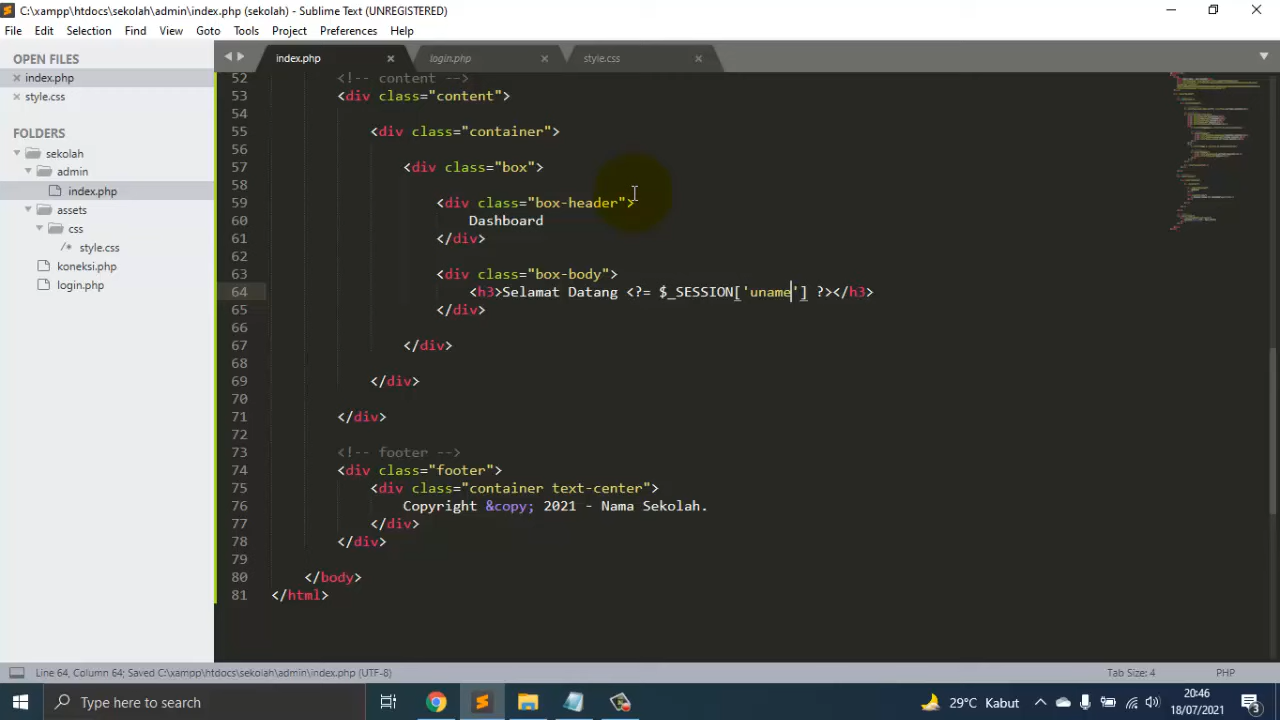 C:\xampp\htdocs\sekolah\admin\index.php (sekolah) - Sublime Text (UNREGISTERED)
File Edit Selection Find View Goto Tools Project Preferences Help
OPEN FILES
index.php
style.css
FOLDERS
sekolah
admin
index.php
assets
css
/* style.css
koneksi.php
login.php
index.php login.php style.css
52 <!-- content -->
53 <div class="content">
54
55 <div class="container">
56
57 <div class="box">
58
59 <div class="box-header">
60 Dashboard
61 </div>
62
63 <div class="box-body">
64 <h3>Selamat Datang <?= $_SESSION['uname'] ?></h3>
65 </div>
66
67 </div>
68
69 </div>
70
71 </div>
72
73 <!-- footer -->
74 <div class="footer">
75 <div class="container text-center">
76 Copyright &copy; 2021 - Nama Sekolah.
77 </div>
78 </div>
79
80 </body>
81 </html>
Line 64, Column 64; Saved C:\xampp\htdocs\sekolah\admin\index.php (UTF-8) Tab Size: 4 PHP
Type here to search 29°C Kabut 20:46
18/07/2021 3